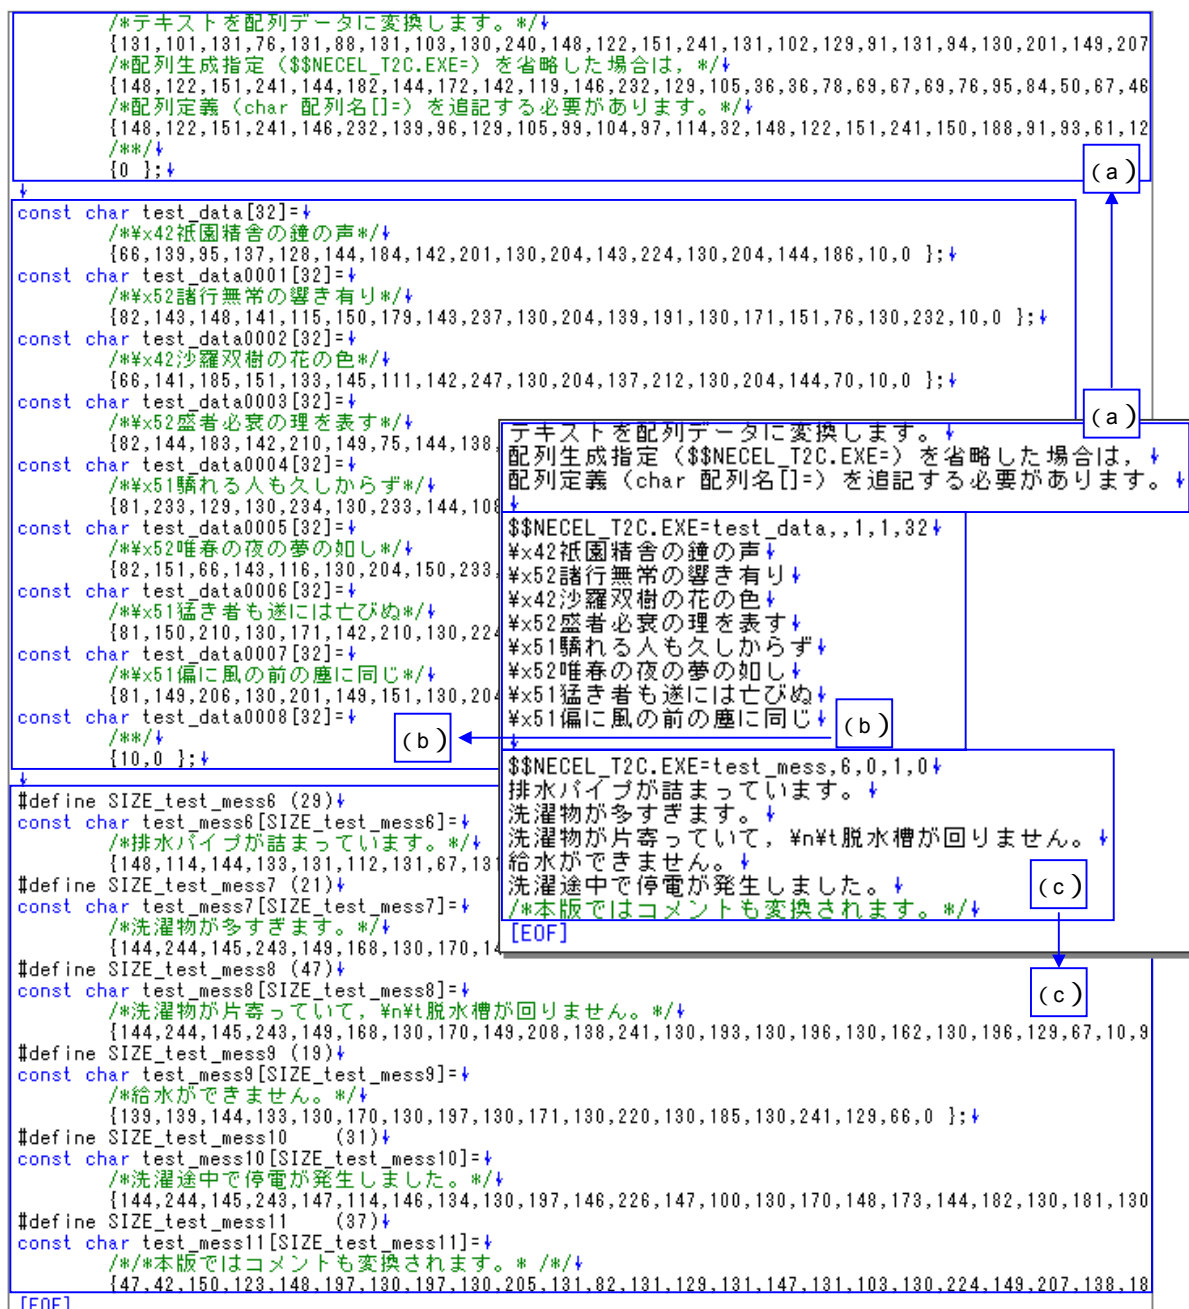 /*テキストを配列データに変換します。*/↓
{131,101,131,76,131,88,131,103,130,240,148,122,151,241,131,102,129,91,131,94,130,201,149,207
/*配列生成指定（$$NECEL_T2C.EXE=）を省略した場合は，*/↓
{148,122,151,241,144,182,144,172,142,119,146,232,129,105,36,36,78,69,67,69,76,95,84,50,67,46
/*配列定義（char 配列名[]=）を追記する必要があります。*/↓
{148,122,151,241,146,232,139,96,129,105,99,104,97,114,32,148,122,151,241,150,188,91,93,61,12
/**/↓
{0 };↓
(a)
↓
const char test_data[32]=↓
/*¥x42祇園精舎の鐘の声*/↓
{66,139,95,137,128,144,184,142,201,130,204,143,224,130,204,144,186,10,0 };↓
const char test_data0001[32]=↓
/*¥x52諸行無常の響き有り*/↓
{82,143,148,141,115,150,179,143,237,130,204,139,191,130,171,151,76,130,232,10,0 };↓
const char test_data0002[32]=↓
/*¥x42沙羅双樹の花の色*/↓
{66,141,185,151,133,145,111,142,247,130,204,137,212,130,204,144,70,10,0 };↓
const char test_data0003[32]=↓
/*¥x52盛者必衰の理を表す*/↓
{82,144,183,142,210,149,75,144,138,
const char test_data0004[32]=↓
/*¥x51驕れる人も久しからず*/↓
{81,233,129,130,234,130,233,144,108
const char test_data0005[32]=↓
/*¥x52唯春の夜の夢の如し*/↓
{82,151,66,143,116,130,204,150,233,
const char test_data0006[32]=↓
/*¥x51猛き者も遂には亡びぬ*/↓
{81,150,210,130,171,142,210,130,224
const char test_data0007[32]=↓
/*¥x51偏に風の前の塵に同じ*/↓
{81,149,206,130,201,149,151,130,204
const char test_data0008[32]=↓
/**/↓
{10,0 };↓
(b)
↓
#define SIZE_test_mess6 (29)↓
const char test_mess6[SIZE_test_mess6]=↓
/*排水パイプが詰まっています。*/↓
{148,114,144,133,131,112,131,67,131
#define SIZE_test_mess7 (21)↓
const char test_mess7[SIZE_test_mess7]=↓
/*洗濯物が多すぎます。*/↓
{144,244,145,243,149,168,130,170,14
#define SIZE_test_mess8 (47)↓
const char test_mess8[SIZE_test_mess8]=↓
/*洗濯物が片寄っていて，¥n¥t脱水槽が回りません。*/↓
{144,244,145,243,149,168,130,170,149,208,138,241,130,193,130,196,130,162,130,196,129,67,10,9
#define SIZE_test_mess9 (19)↓
const char test_mess9[SIZE_test_mess9]=↓
/*給水ができません。*/↓
{139,139,144,133,130,170,130,197,130,171,130,220,130,185,130,241,129,66,0 };↓
#define SIZE_test_mess10 (31)↓
const char test_mess10[SIZE_test_mess10]=↓
/*洗濯途中で停電が発生しました。*/↓
{144,244,145,243,147,114,146,134,130,197,146,226,147,100,130,170,148,173,144,182,130,181,130
#define SIZE_test_mess11 (37)↓
const char test_mess11[SIZE_test_mess11]=↓
/*/*本版ではコメントも変換されます。* /*/↓
{47,42,150,123,148,197,130,197,130,205,131,82,131,129,131,147,131,103,130,224,149,207,138,18
[EOF]
(a)
テキストを配列データに変換します。↓
配列生成指定（$$NECEL_T2C.EXE=）を省略した場合は，↓
配列定義（char 配列名[]=）を追記する必要があります。↓
↓
$$NECEL_T2C.EXE=test_data,,1,1,32↓
¥x42祇園精舎の鐘の声↓
¥x52諸行無常の響き有り↓
¥x42沙羅双樹の花の色↓
¥x52盛者必衰の理を表す↓
¥x51驕れる人も久しからず↓
¥x52唯春の夜の夢の如し↓
¥x51猛き者も遂には亡びぬ↓
¥x51偏に風の前の塵に同じ↓
(b)
↓
$$NECEL_T2C.EXE=test_mess,6,0,1,0↓
排水パイプが詰まっています。↓
洗濯物が多すぎます。↓
洗濯物が片寄っていて，¥n¥t脱水槽が回りません。↓
給水ができません。↓
洗濯途中で停電が発生しました。↓
/*本版ではコメントも変換されます。*/↓
(c)
[EOF]
(c)